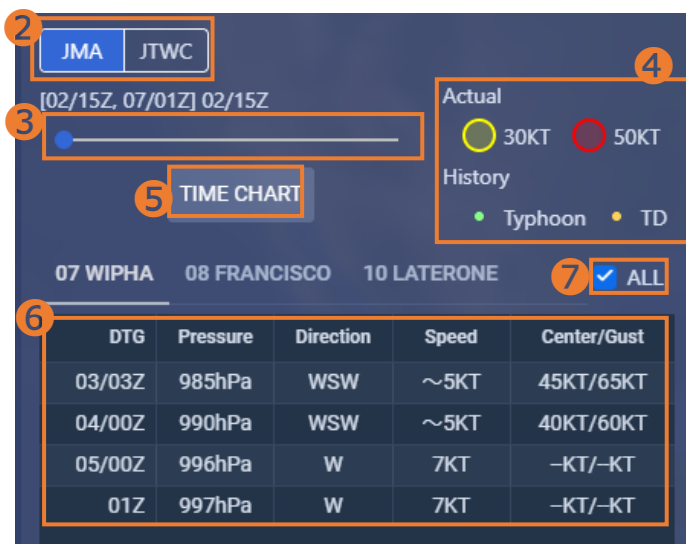 2
JMA JTWC
4
[02/15Z, 07/01Z] 02/15Z
Actual
3
30KT 50KT
5 TIME CHART
History
Typhoon TD
07 WIPHA 08 FRANCISCO 10 LATERONE 7 ALL
6
DTG Pressure Direction Speed Center/Gust
03/03Z 985hPa WSW ～5KT 45KT/65KT
04/00Z 990hPa WSW ～5KT 40KT/60KT
05/00Z 996hPa W 7KT –KT/–KT
01Z 997hPa W 7KT –KT/–KT